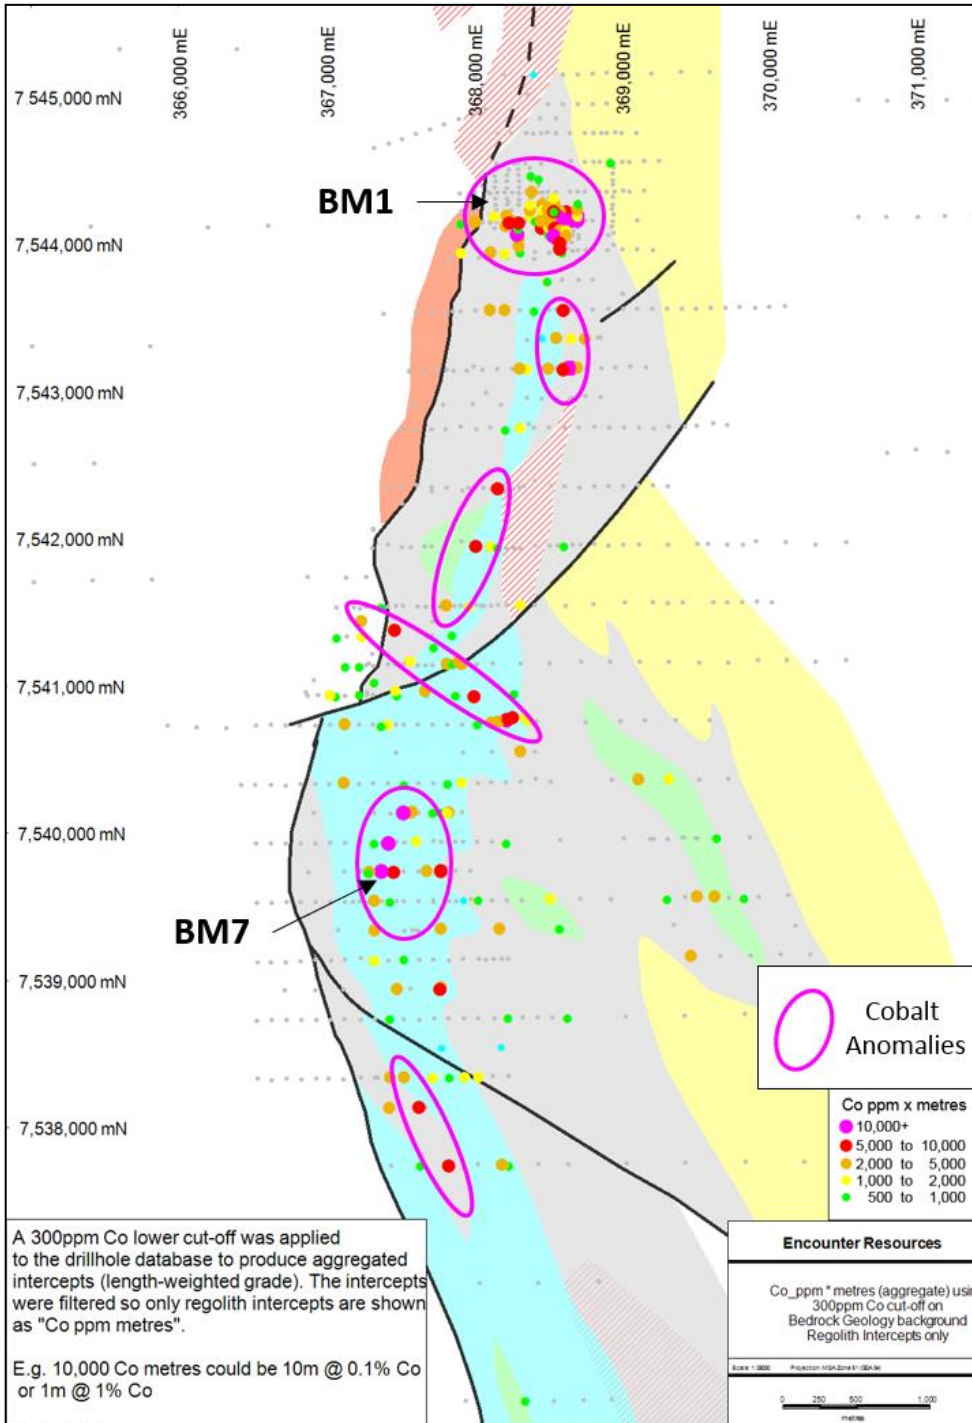 366,000 mE
367,000 mE
368,000 mE
369,000 mE
370,000 mE
371,000 mE
7,545,000 mN
BM1
7,544,000 mN
7,543,000 mN
7,542,000 mN
7,541,000 mN
7,540,000 mN
BM7
7,539,000 mN
7,538,000 mN
Cobalt
Anomalies
Co ppm x metres
10,000+
5,000 to 10,000
2,000 to 5,000
1,000 to 2,000
500 to 1,000
A 300ppm Co lower cut-off was applied
to the drillhole database to produce aggregated
intercepts (length-weighted grade). The intercepts
were filtered so only regolith intercepts are shown
as "Co ppm metres".
E.g. 10,000 Co metres could be 10m @ 0.1% Co
or 1m @ 1% Co
Encounter Resources
Co_ppm * metres (aggregate) usin
300ppm Co cut-off on
Bedrock Geology background
Regolith Intercepts only
0 250 500 1,000
metres